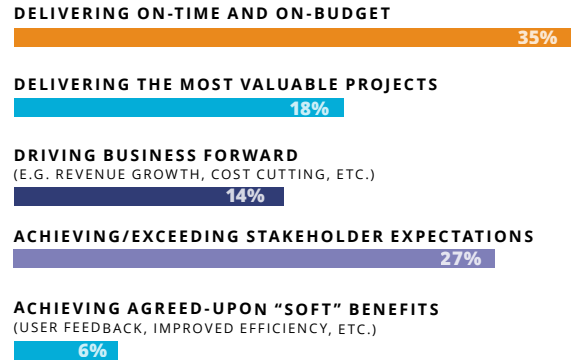 DELIVERING ON-TIME AND ON-BUDGET
35%
DELIVERING THE MOST VALUABLE PROJECTS
18%
DRIVING BUSINESS FORWARD
(E.G. REVENUE GROWTH, COST CUTTING, ETC.)
14%
ACHIEVING/EXCEEDING STAKEHOLDER EXPECTATIONS
27%
ACHIEVING AGREED-UPON “SOFT” BENEFITS
(USER FEEDBACK, IMPROVED EFFICIENCY, ETC.)
6%